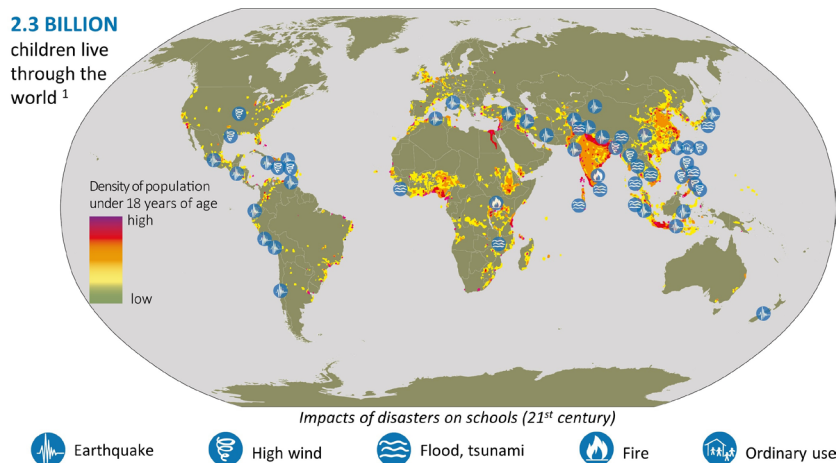 2.3 BILLION
children live
through the
world 1
Density of population
under 18 years of age
high
low
Impacts of disasters on schools (21st century)
Earthquake
High wind
Flood, tsunami
Fire
Ordinary use